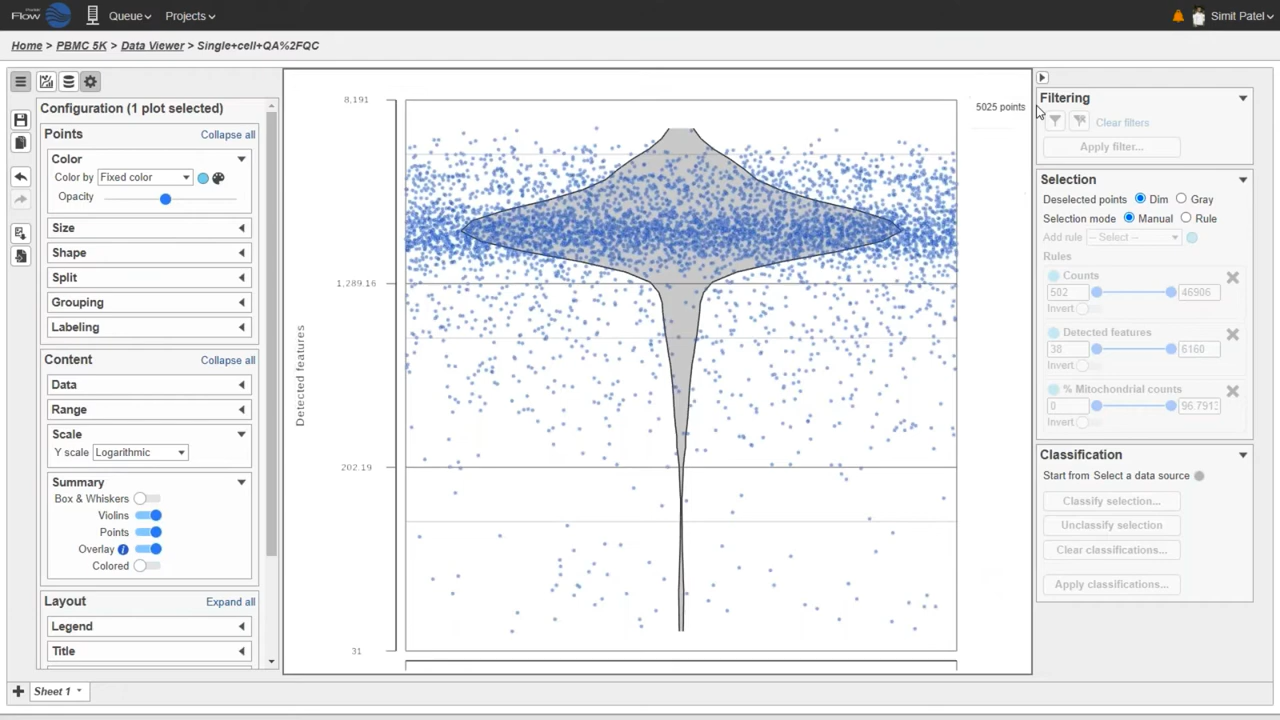 Flow Queue Projects Simit Patel
Home > PBMC 5K > Data Viewer > Single+cell+QA%2FQC
Configuration (1 plot selected)
Points Collapse all
Color
Color by Fixed color
Opacity
Size
Shape
Split
Grouping
Labeling
Content Collapse all
Data
Range
Scale
Y scale Logarithmic
Summary
Box & Whiskers
Violins
Points
Overlay i
Colored
Layout Expand all
Legend
Title
Sheet 1
8,191
1,289.16
202.19
31
Detected features
5025 points
Filtering
Clear filters
Apply filter...
Selection
Deselected points Dim Gray
Selection mode Manual Rule
Add rule -- Select --
Rules
Counts
502 46906
Invert
Detected features
38 6160
Invert
% Mitochondrial counts
0 96.791
Invert
Classification
Start from Select a data source
Classify selection...
Unclassify selection
Clear classifications...
Apply classifications...